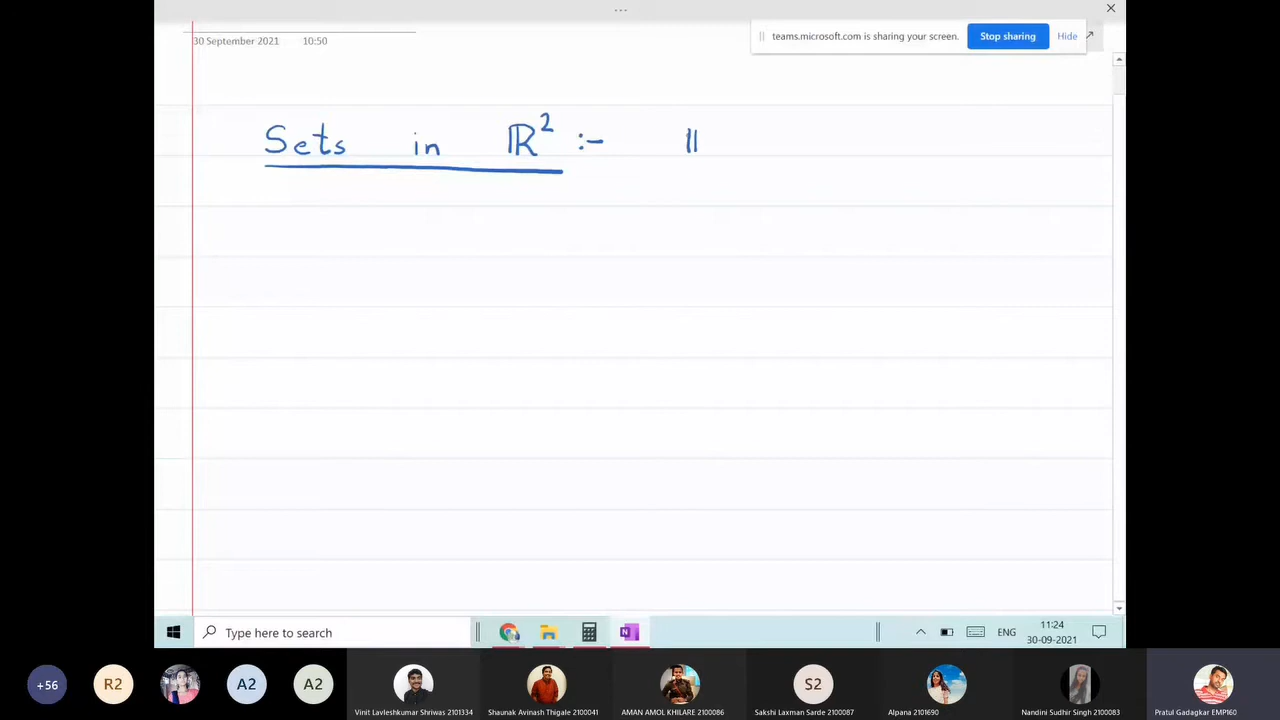 30 September 2021 10:50
teams.microsoft.com is sharing your screen. Stop sharing Hide
Sets in ℝ² :-
Type here to search
ENG
11:24
30-09-2021
+56 R2 A2 A2 S2
Vinit Lavleshkumar Shriwas 2101334 Shaunak Avinash Thigale 2100041 AMAN AMOL KHILARE 2100086 Sakshi Laxman Sarde 2100087 Alpana 2101690 Nandini Sudhir Singh 2100083 Pratul Gadagkar EMP160